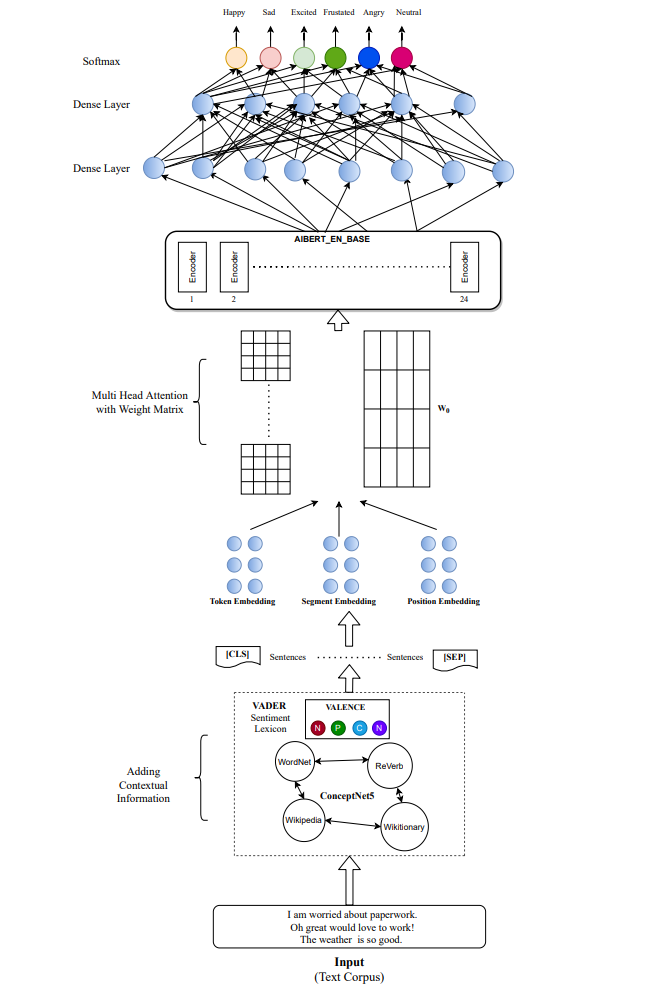 Happy Sad Excited Frustated Angry Neutral
Softmax
Dense Layer
Dense Layer
AIBERT_EN_BASE
Encoder Encoder Encoder
1 2 24
Multi Head Attention
with Weight Matrix
W0
Token Embedding Segment Embedding Position Embedding
[CLS] Sentences Sentences [SEP]
VADER
Sentiment
Lexicon
VALENCE
N P C N
WordNet ReVerb
ConceptNet5
Wikipedia Wikitionary
Adding
Contextual
Information
I am worried about paperwork.
Oh great would love to work!
The weather is so good.
Input
(Text Corpus)